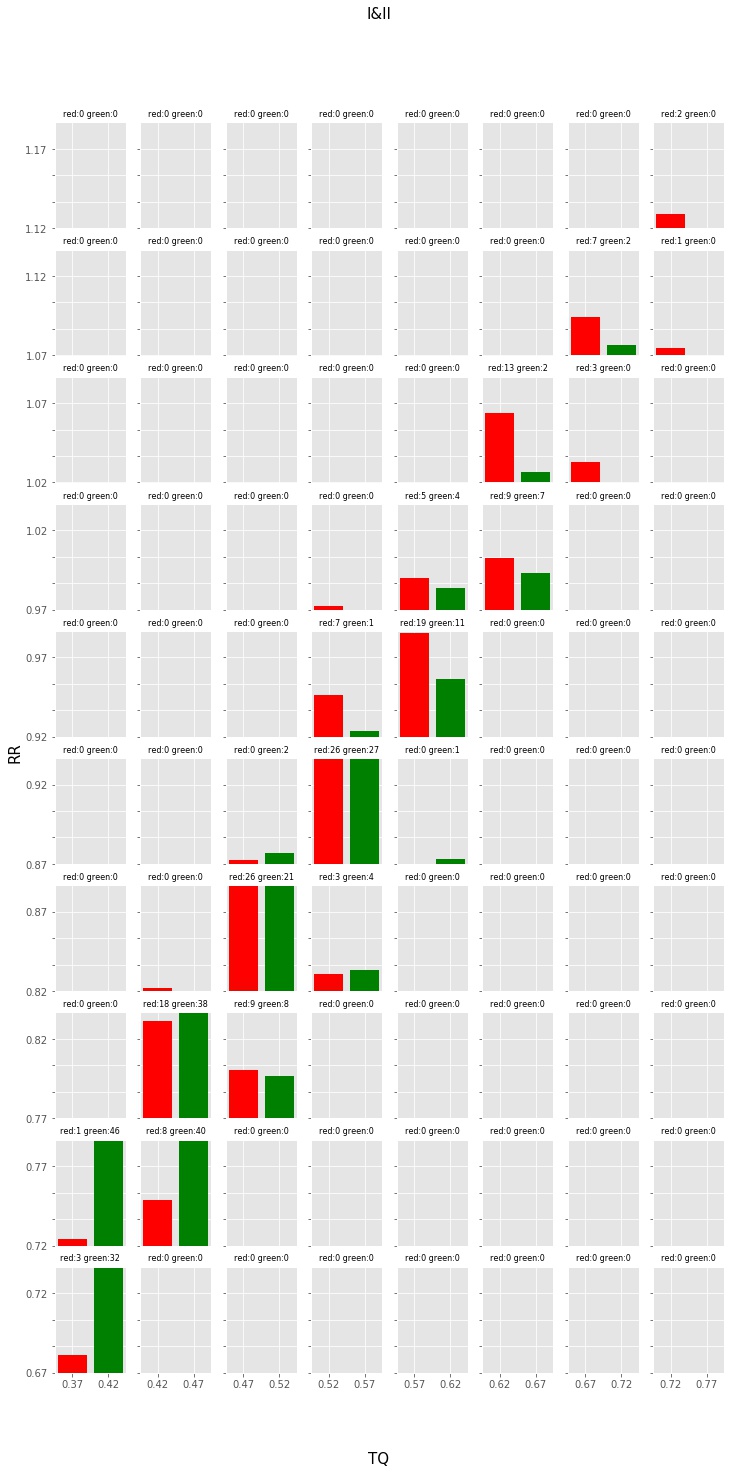 I&II
red:0 green:0 red:0 green:0 red:0 green:0 red:0 green:0 red:0 green:0 red:0 green:0 red:0 green:0 red:2 green:0
1.17
1.12
red:0 green:0 red:0 green:0 red:0 green:0 red:0 green:0 red:0 green:0 red:0 green:0 red:7 green:2 red:1 green:0
1.12
1.07
red:0 green:0 red:0 green:0 red:0 green:0 red:0 green:0 red:0 green:0 red:13 green:2 red:3 green:0 red:0 green:0
1.07
1.02
red:0 green:0 red:0 green:0 red:0 green:0 red:0 green:0 red:5 green:4 red:9 green:7 red:0 green:0 red:0 green:0
1.02
0.97
red:0 green:0 red:0 green:0 red:0 green:0 red:7 green:1 red:19 green:11 red:0 green:0 red:0 green:0 red:0 green:0
0.97
0.92
RR
red:0 green:0 red:0 green:0 red:0 green:2 red:26 green:27 red:0 green:1 red:0 green:0 red:0 green:0 red:0 green:0
0.92
0.87
red:0 green:0 red:0 green:0 red:26 green:21 red:3 green:4 red:0 green:0 red:0 green:0 red:0 green:0 red:0 green:0
0.87
0.82
red:0 green:0 red:18 green:38 red:9 green:8 red:0 green:0 red:0 green:0 red:0 green:0 red:0 green:0 red:0 green:0
0.82
0.77
red:1 green:46 red:8 green:40 red:0 green:0 red:0 green:0 red:0 green:0 red:0 green:0 red:0 green:0 red:0 green:0
0.77
0.72
red:3 green:32 red:0 green:0 red:0 green:0 red:0 green:0 red:0 green:0 red:0 green:0 red:0 green:0 red:0 green:0
0.72
0.67
0.37 0.42 0.42 0.47 0.47 0.52 0.52 0.57 0.57 0.62 0.62 0.67 0.67 0.72 0.72 0.77
TQ